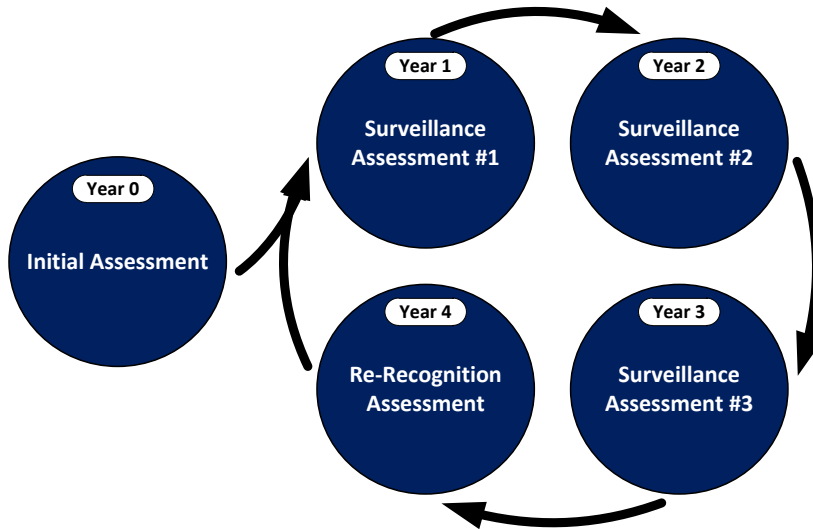 Year 0
Initial Assessment
Year 1
Surveillance
Assessment #1
Year 2
Surveillance
Assessment #2
Year 3
Surveillance
Assessment #3
Year 4
Re-Recognition
Assessment